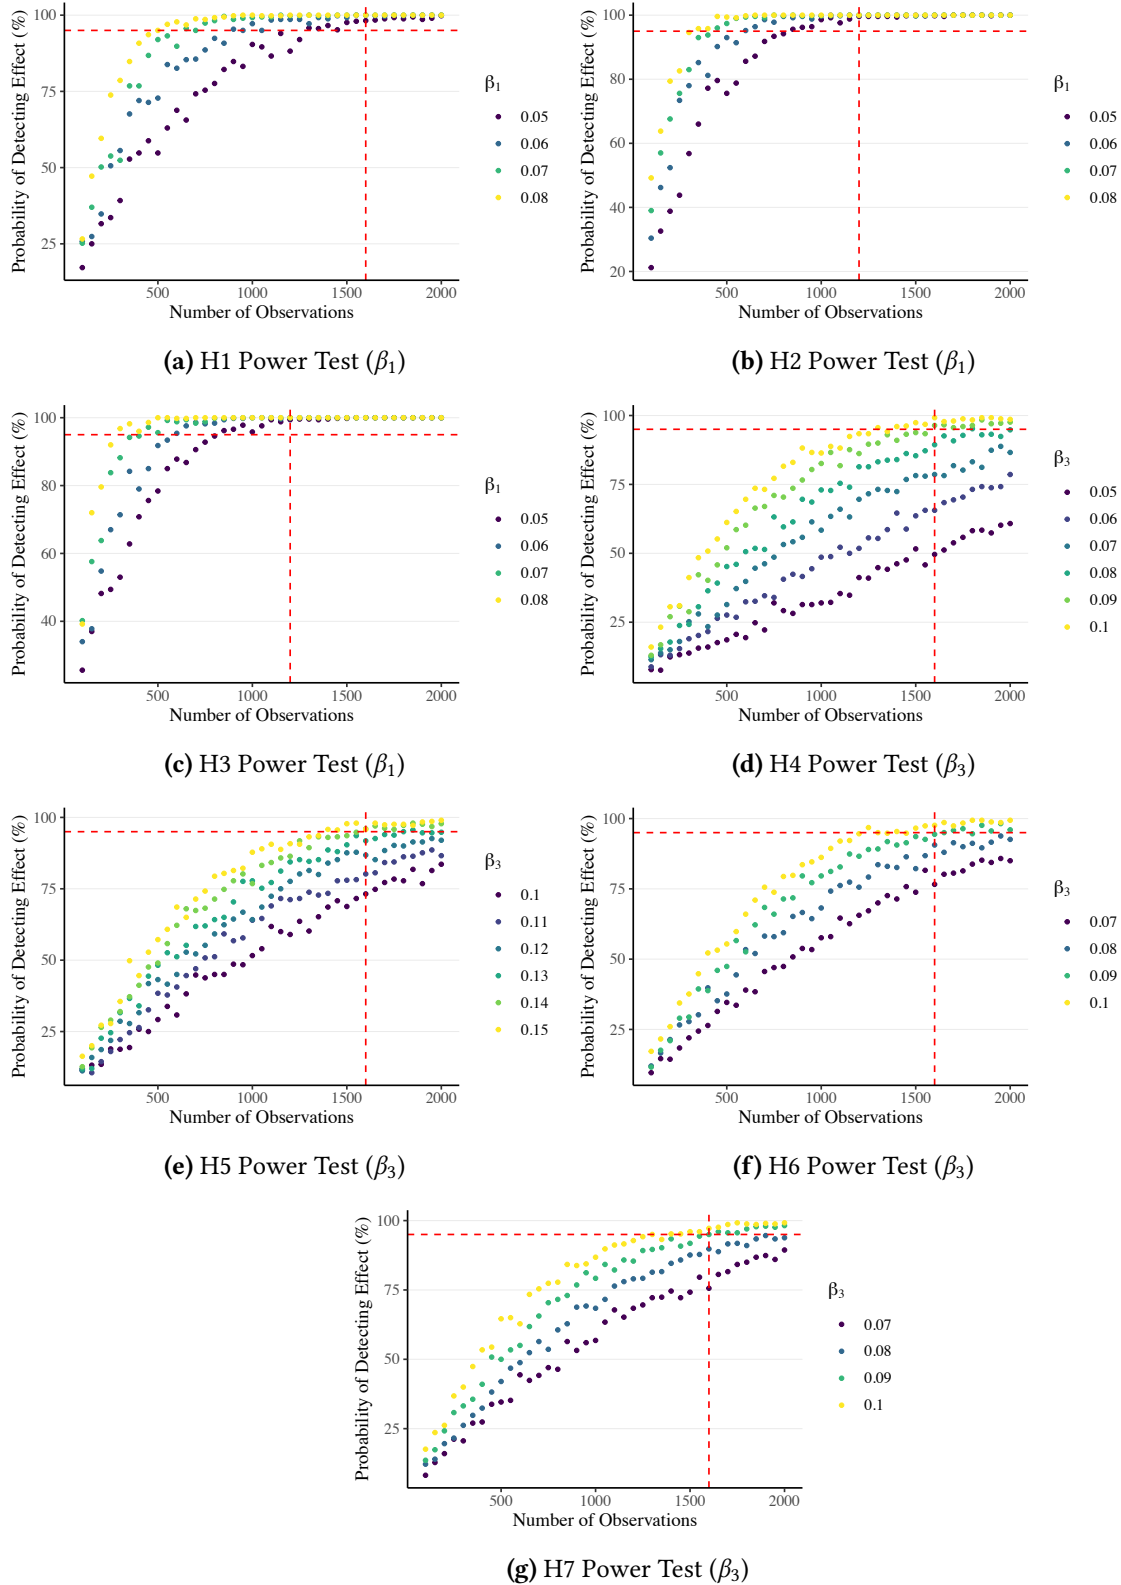 Probability of Detecting Effect (%)
100
75
50
25
500 1000 1500 2000
Number of Observations
β1
0.05
0.06
0.07
0.08
(a) H1 Power Test (β1)
Probability of Detecting Effect (%)
100
80
60
40
20
500 1000 1500 2000
Number of Observations
β1
0.05
0.06
0.07
0.08
(b) H2 Power Test (β1)
Probability of Detecting Effect (%)
100
80
60
40
500 1000 1500 2000
Number of Observations
β1
0.05
0.06
0.07
0.08
(c) H3 Power Test (β1)
Probability of Detecting Effect (%)
100
75
50
25
500 1000 1500 2000
Number of Observations
β3
0.05
0.06
0.07
0.08
0.09
0.1
(d) H4 Power Test (β3)
Probability of Detecting Effect (%)
100
75
50
25
500 1000 1500 2000
Number of Observations
β3
0.1
0.11
0.12
0.13
0.14
0.15
(e) H5 Power Test (β3)
Probability of Detecting Effect (%)
100
75
50
25
500 1000 1500 2000
Number of Observations
β3
0.07
0.08
0.09
0.1
(f) H6 Power Test (β3)
Probability of Detecting Effect (%)
100
75
50
25
500 1000 1500 2000
Number of Observations
β3
0.07
0.08
0.09
0.1
(g) H7 Power Test (β3)